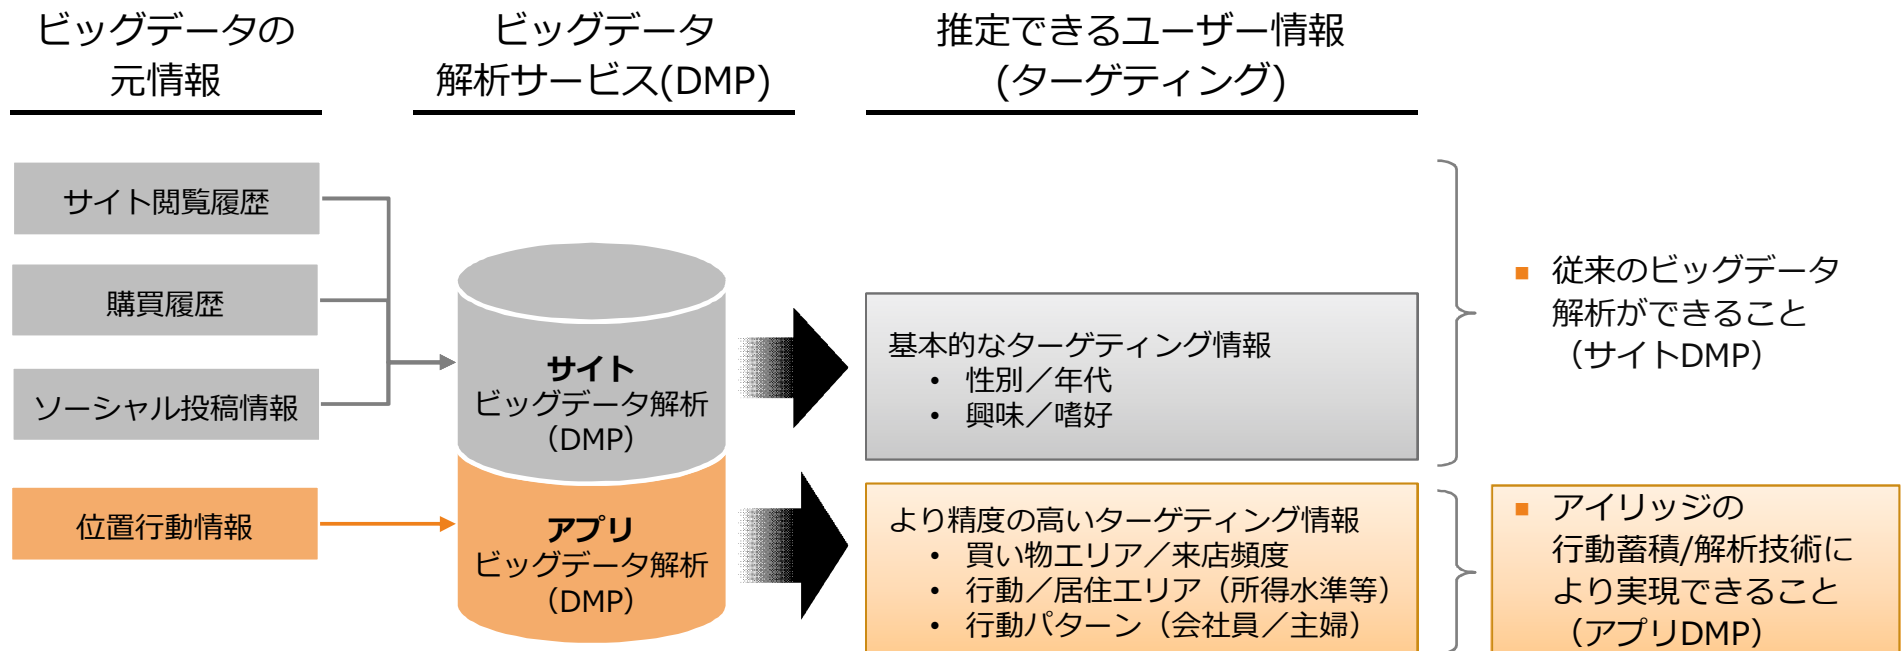 ビッグデータの
元情報
ビッグデータ
解析サービス(DMP)
推定できるユーザー情報
(ターゲティング)
サイト閲覧履歴
購買履歴
ソーシャル投稿情報
位置行動情報
サイト
ビッグデータ解析
（DMP）
アプリ
ビッグデータ解析
（DMP）
基本的なターゲティング情報
• 性別／年代
• 興味／嗜好
より精度の高いターゲティング情報
• 買い物エリア／来店頻度
• 行動／居住エリア（所得水準等）
• 行動パターン（会社員／主婦）
■ 従来のビッグデータ
解析ができること
（サイトDMP）
■ アイリッジの
行動蓄積/解析技術に
より実現できること
（アプリDMP）